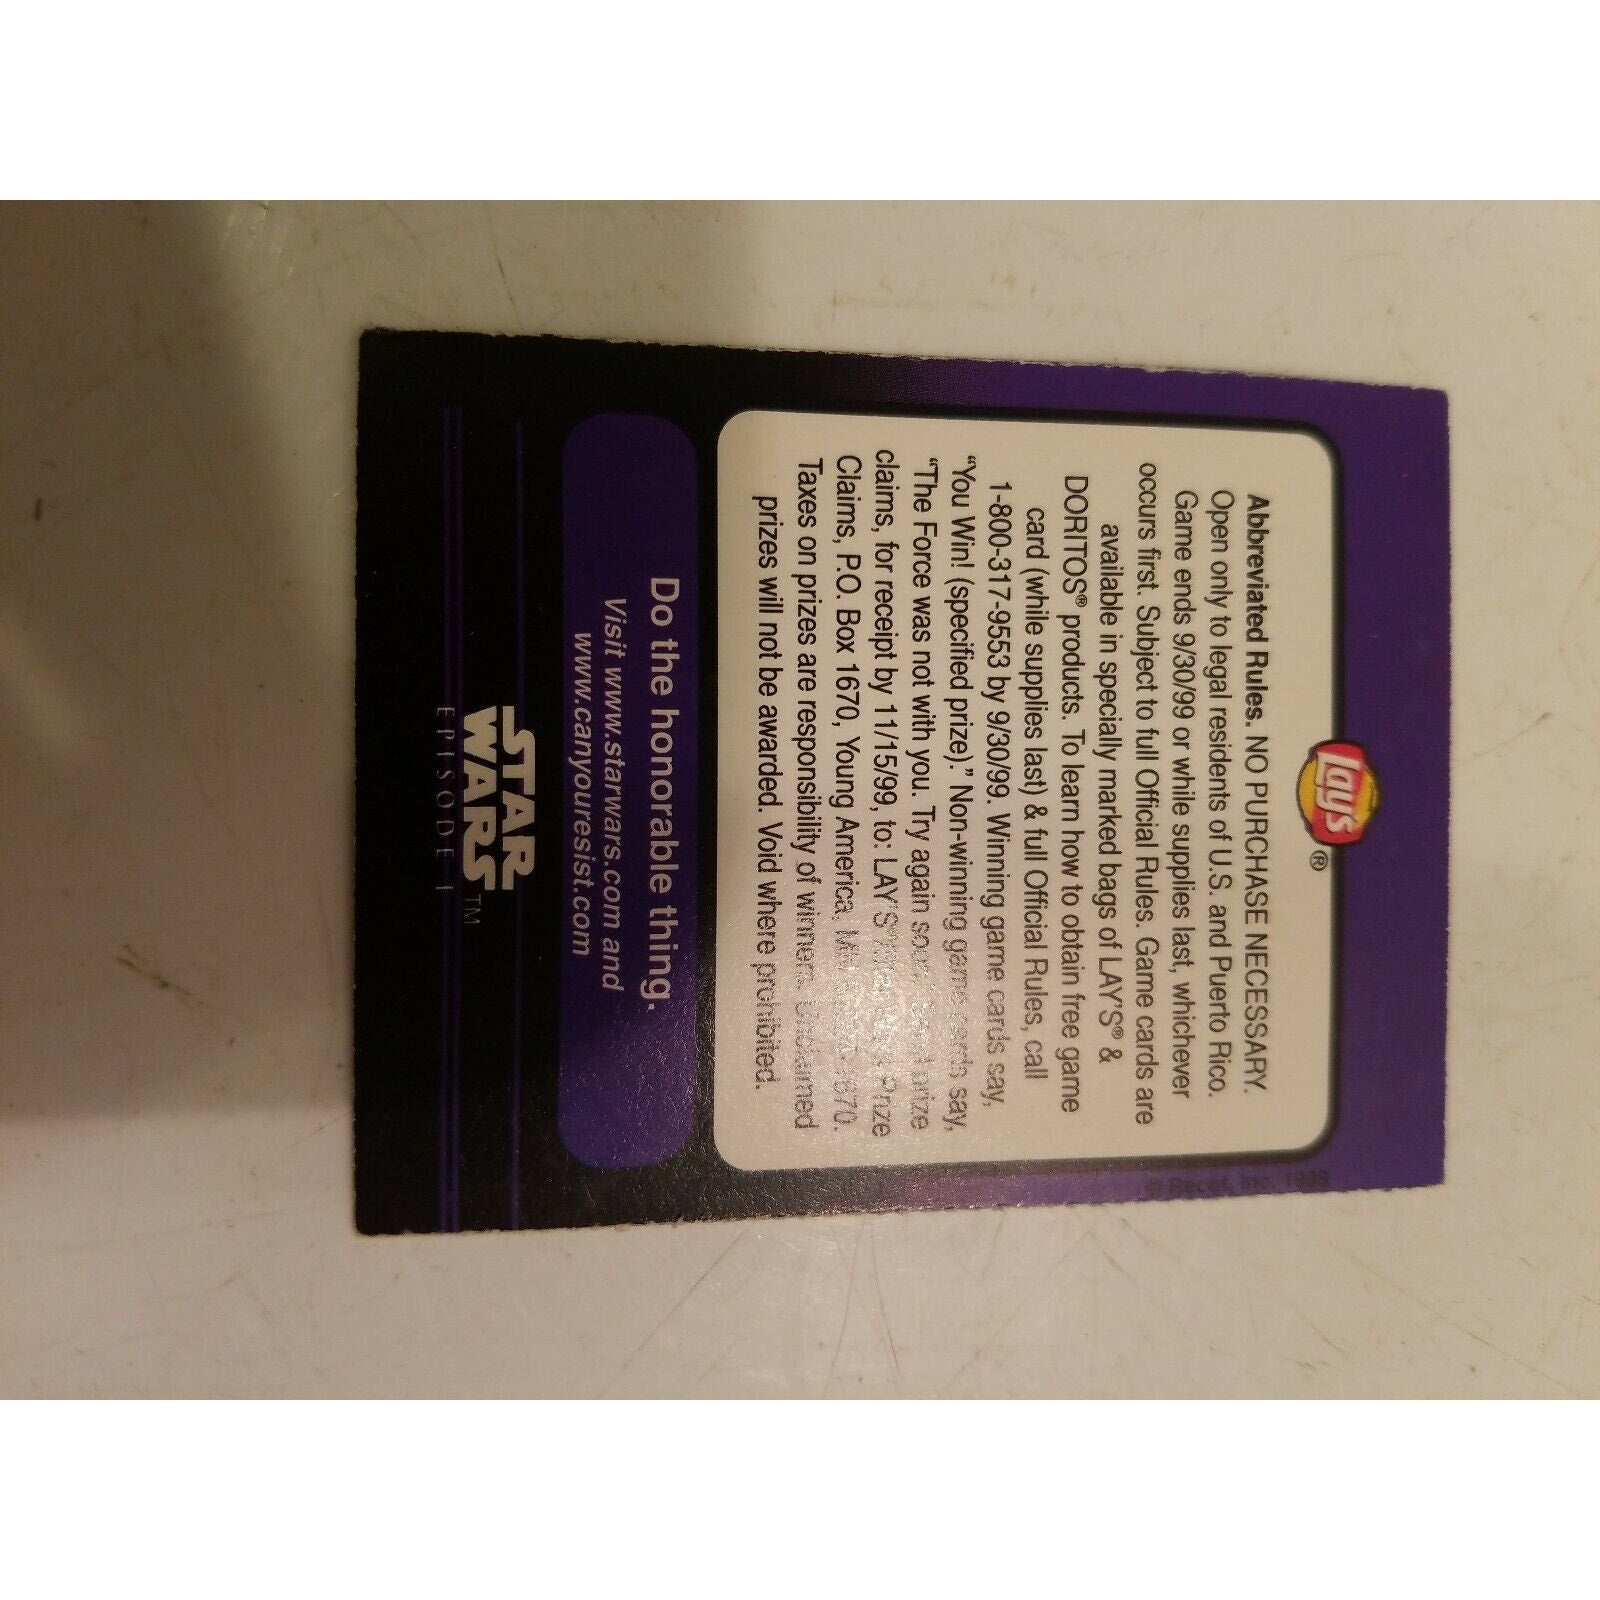 Lay's®
Abbreviated Rules. NO PURCHASE NECESSARY.
Open only to legal residents of U.S. and Puerto Rico.
Game ends 9/30/99 or while supplies last, whichever
occurs first. Subject to full Official Rules. Game cards are
available in specially marked bags of LAY'S® &
DORITOS® products. To learn how to obtain free game
card (while supplies last) & full Official Rules, call
1-800-317-9553 by 9/30/99. Winning game cards say,
“You Win! (specified prize).” Non-winning game cards say,
“The Force was not with you. Try again soon.” Send prize
claims, for receipt by 11/15/99, to: LAY'S® Prize
Claims, P.O. Box 1670, Young America,
Taxes on prizes are responsibility of winners. Unclaimed
prizes will not be awarded. Void where prohibited.
© Recot, Inc. 1999
Do the honorable thing.
Visit www.starwars.com and
www.canyouresist.com
STAR
WARS™
EPISODE I